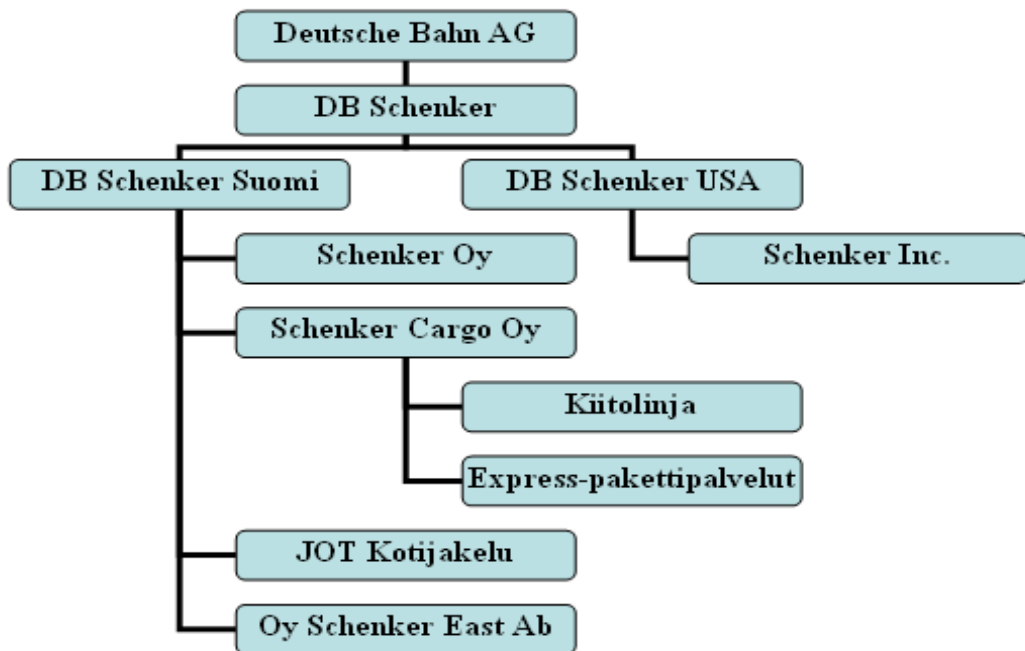 Deutsche Bahn AG
DB Schenker
DB Schenker Suomi
DB Schenker USA
Schenker Oy
Schenker Inc.
Schenker Cargo Oy
Kiitolinja
Express-pakettipalvelut
JOT Kotijakelu
Oy Schenker East Ab